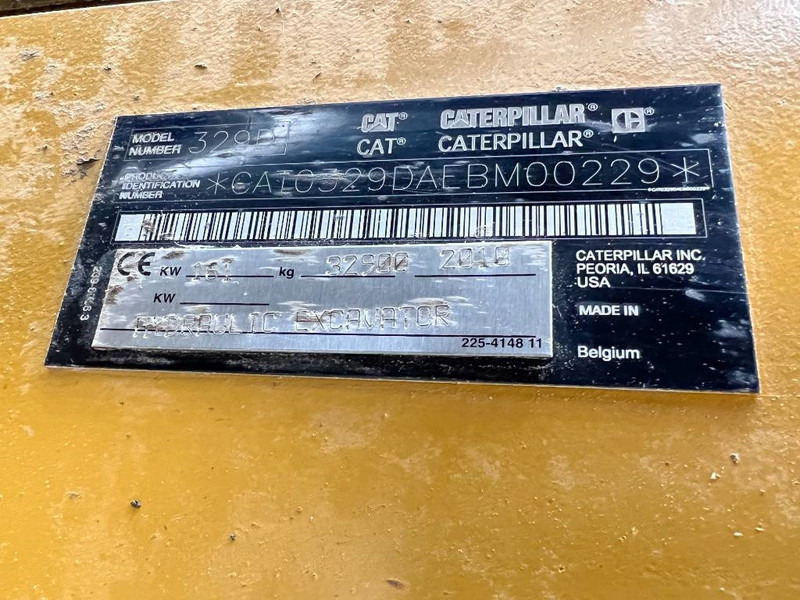 MODEL NUMBER 329D
CAT® CATERPILLAR®
CAT® CATERPILLAR®
PRODUCT IDENTIFICATION NUMBER *CAT0329DAEBM00229*
CE KW 161 kg 32900 2010
KW
HYDRAULIC EXCAVATOR
225-4148 11
CATERPILLAR INC.
PEORIA, IL 61629
USA
MADE IN
Belgium